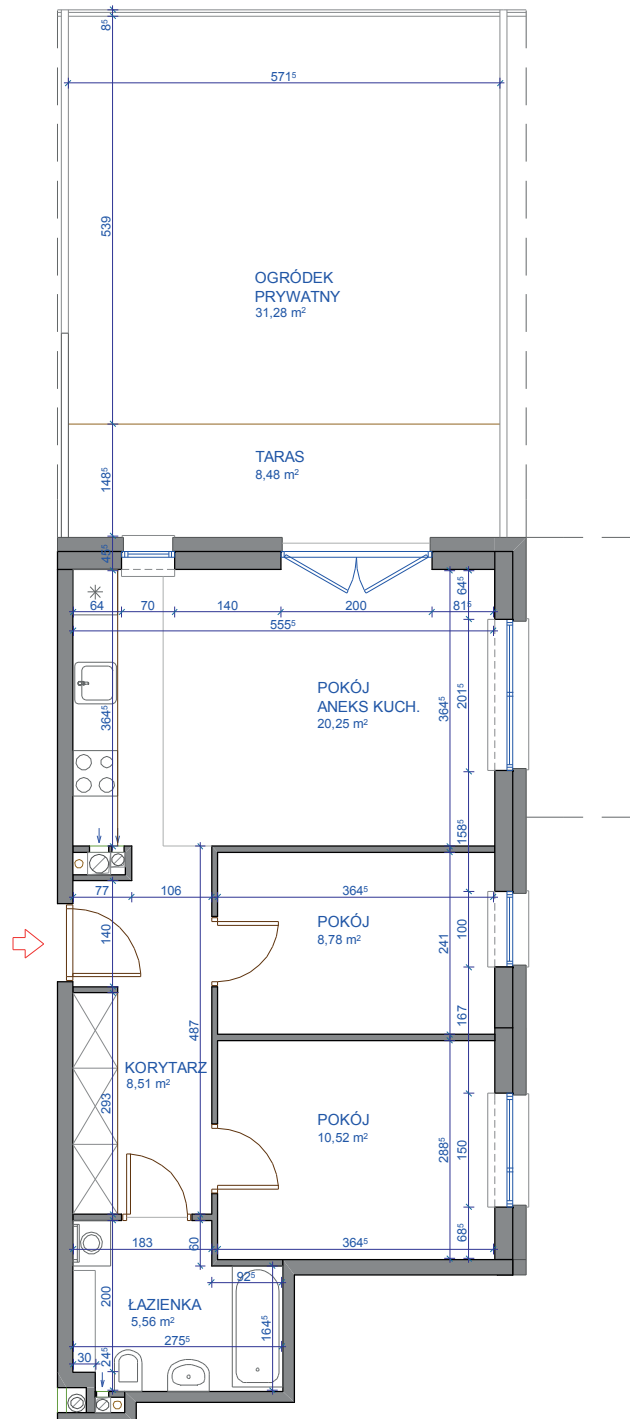 8⁵
571⁵
539
OGRÓDEK
PRYWATNY
31,28 m²
TARAS
8,48 m²
148⁵
45⁵
64 70 140 200 81⁵
64⁵
555⁵
POKÓJ
ANEKS KUCH.
20,25 m²
364⁵
364⁵
201⁵
158⁵
77 106 364⁵
POKÓJ
8,78 m²
140
241
100
167
487
KORYTARZ
8,51 m²
293
POKÓJ
10,52 m²
288⁵
150
68⁵
183
60
364⁵
92⁵
200
ŁAZIENKA
5,56 m²
164⁵
275⁵
30
24⁵